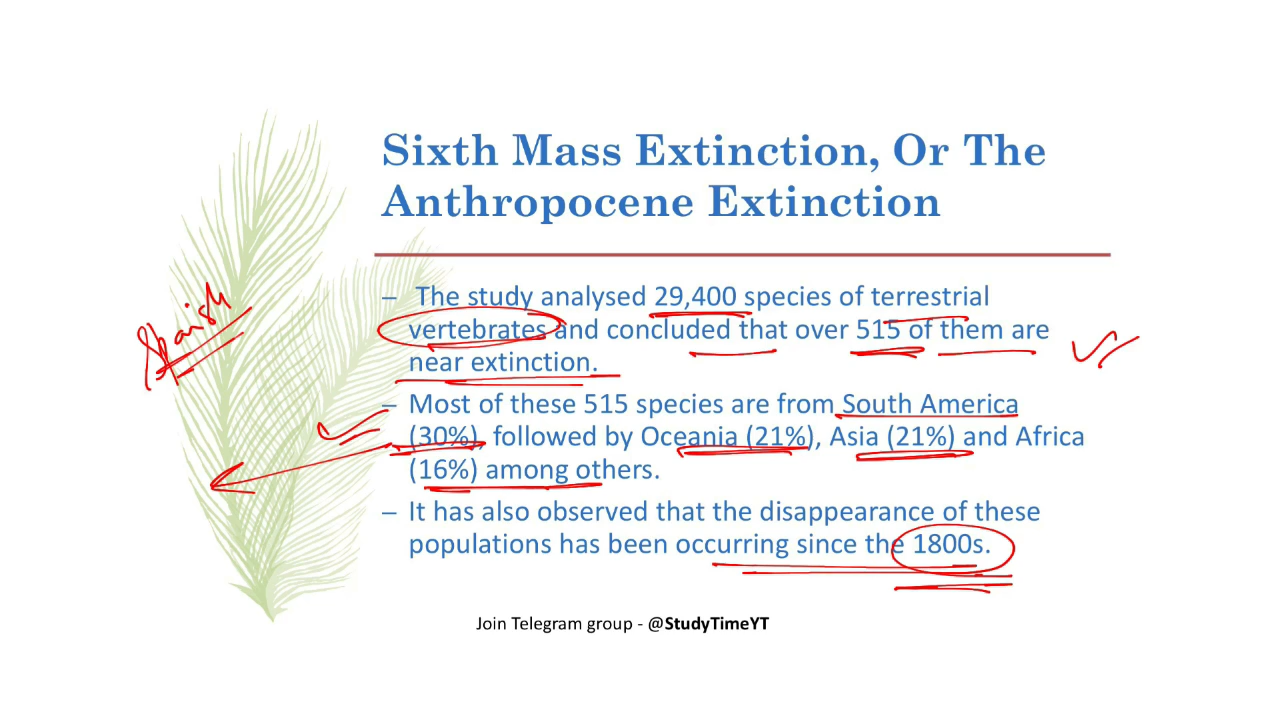 Sixth Mass Extinction, Or The
Anthropocene Extinction
– The study analysed 29,400 species of terrestrial
vertebrates and concluded that over 515 of them are
near extinction.
– Most of these 515 species are from South America
(30%), followed by Oceania (21%), Asia (21%) and Africa
(16%) among others.
– It has also observed that the disappearance of these
populations has been occurring since the 1800s.
Join Telegram group - @StudyTimeYT